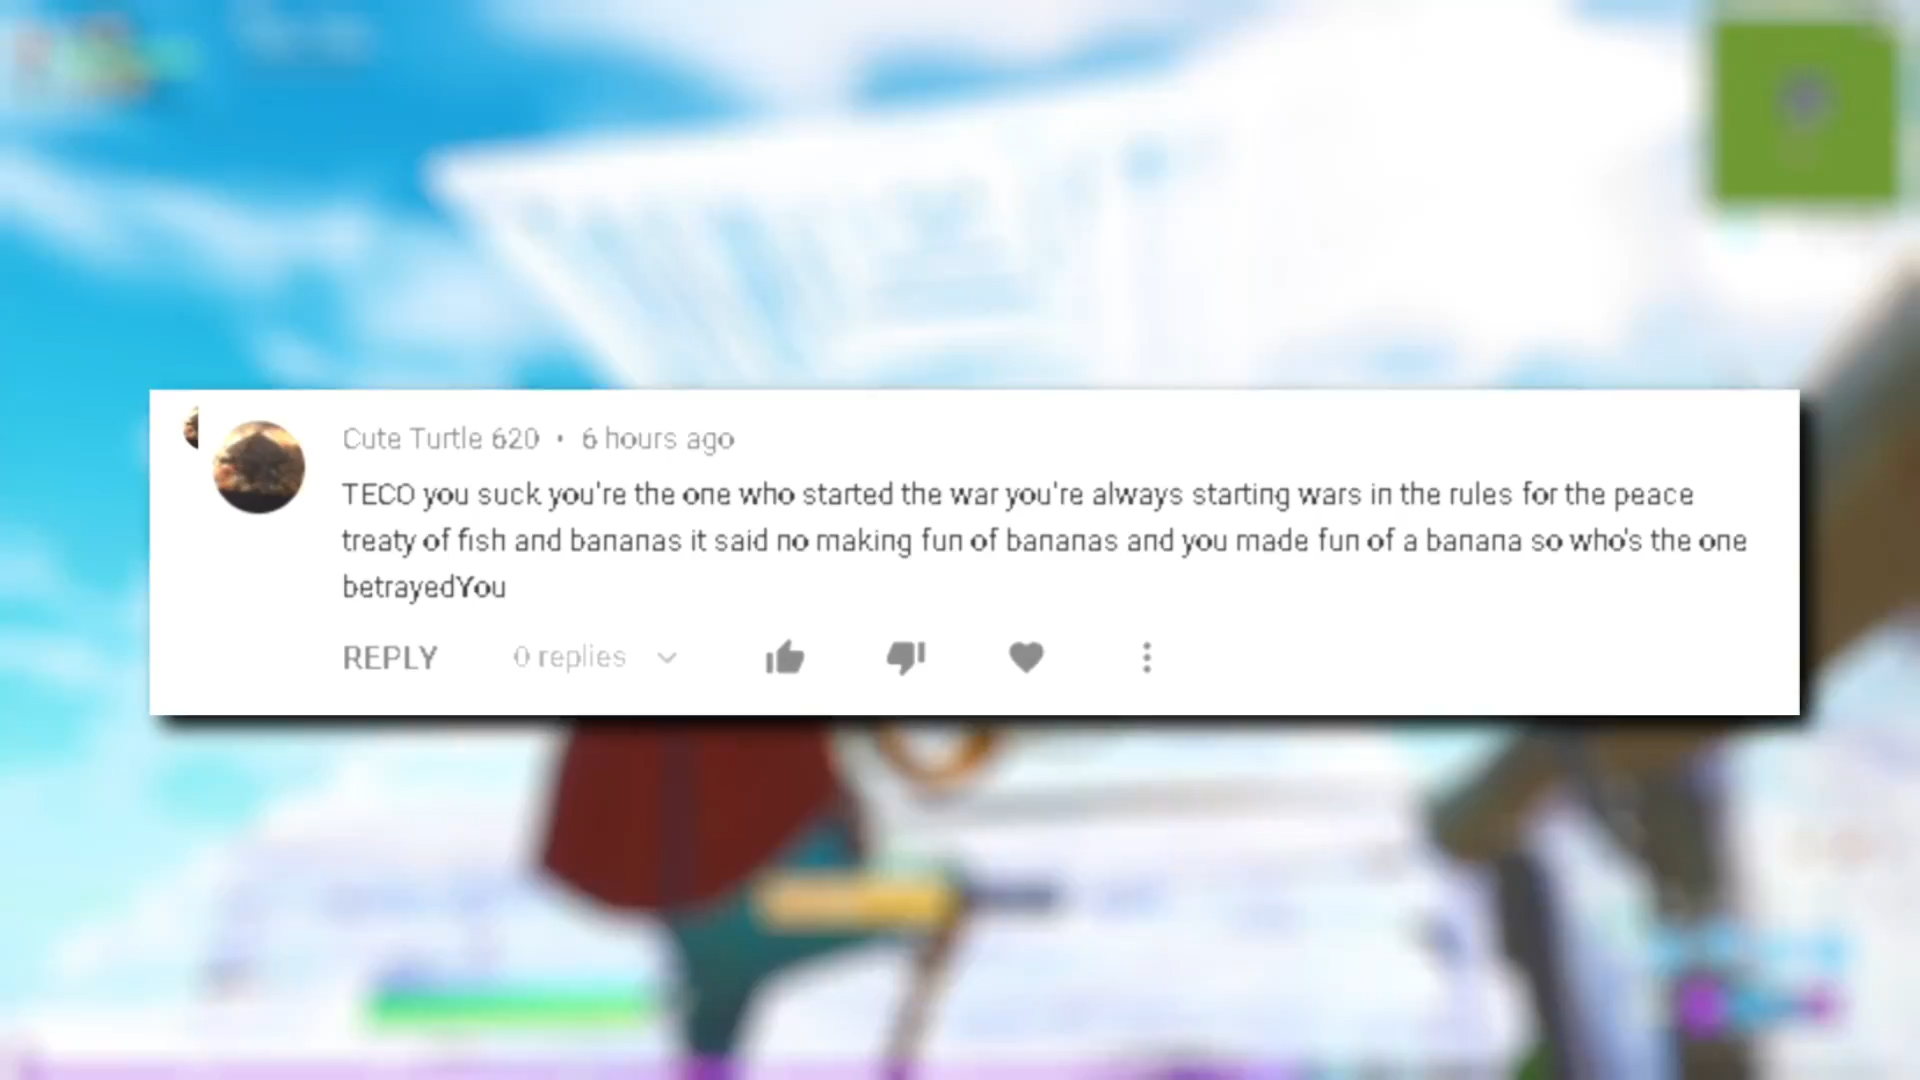 Cute Turtle 620 • 6 hours ago
TECO you suck you're the one who started the war you're always starting wars in the rules for the peace
treaty of fish and bananas it said no making fun of bananas and you made fun of a banana so who's the one
betrayedYou
REPLY 0 replies